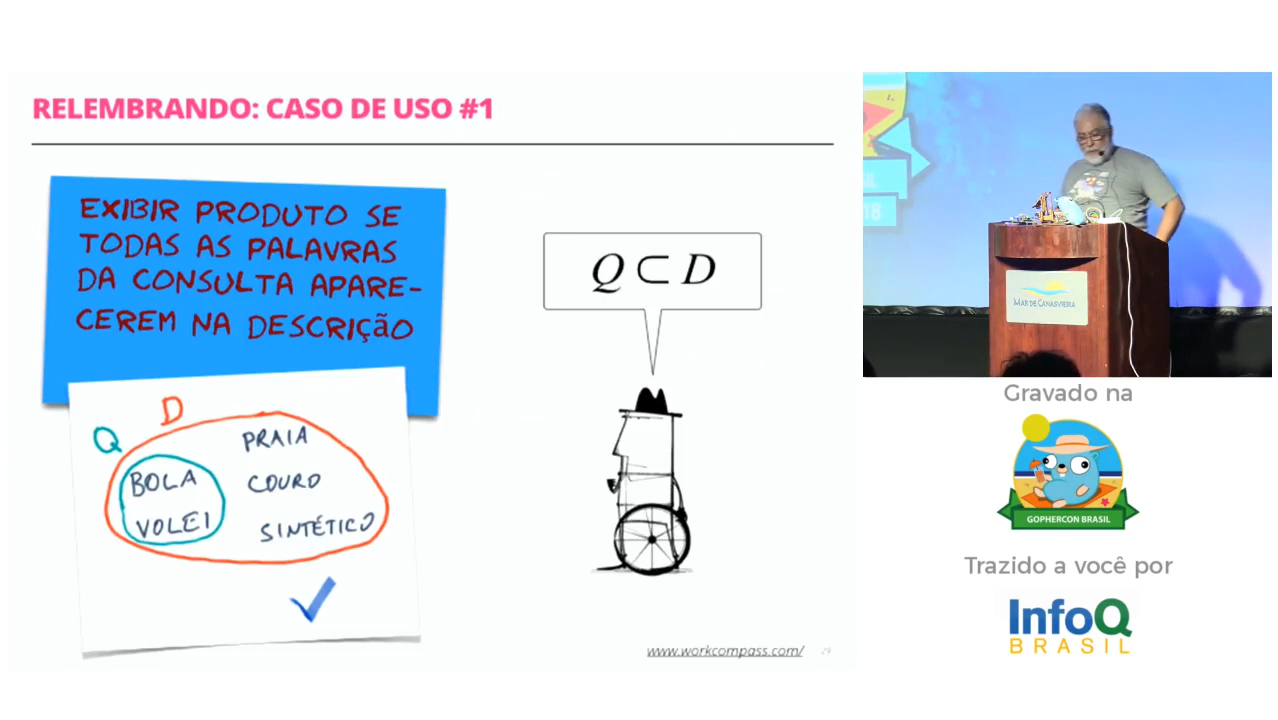 RELEMBRANDO: CASO DE USO #1
EXIBIR PRODUTO SE
TODAS AS PALAVRAS
DA CONSULTA APARE-
CEREM NA DESCRIÇÃO
D
Q
PRAIA
BOLA
COURO
VOLEI
SINTÉTICO
Q ⊂ D
www.workcompass.com/
MAR DE CANASVIEIRA
Gravado na
GOPHERCON BRASIL
Trazido a você por
InfoQ
BRASIL